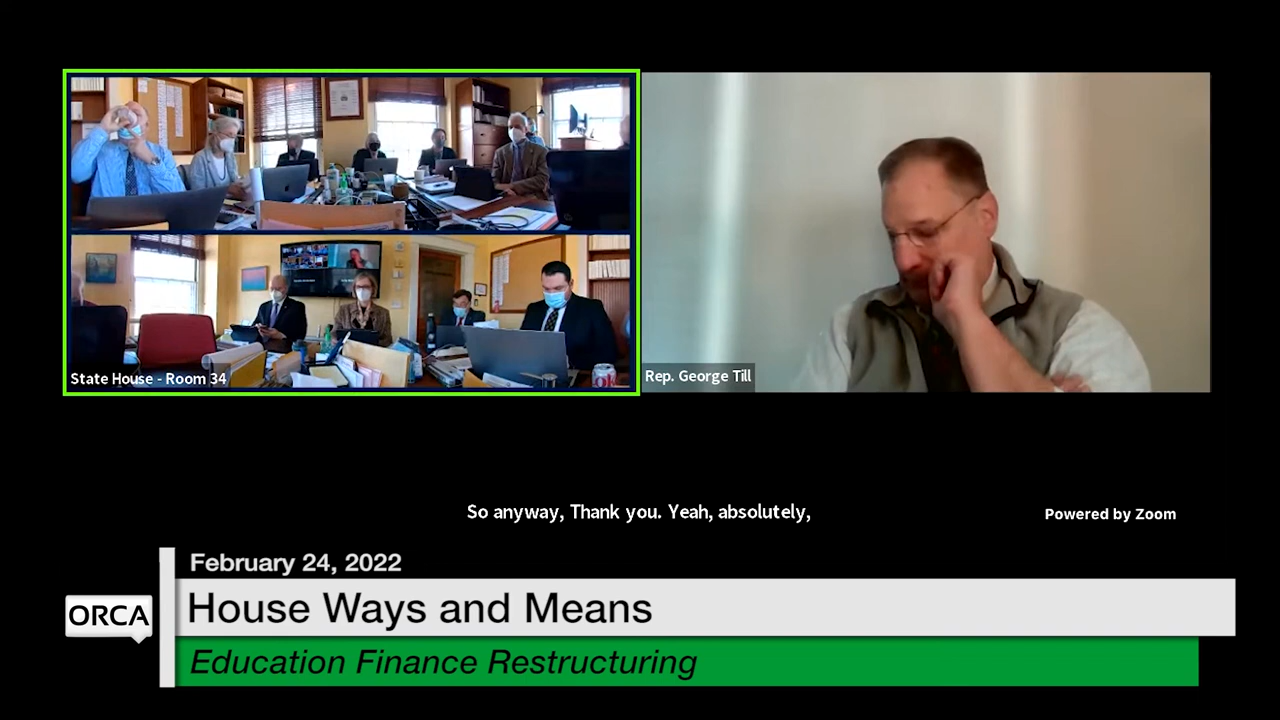 State House - Room 34
Rep. George Till
So anyway, Thank you. Yeah, absolutely,
Powered by Zoom
February 24, 2022
ORCA
House Ways and Means
Education Finance Restructuring